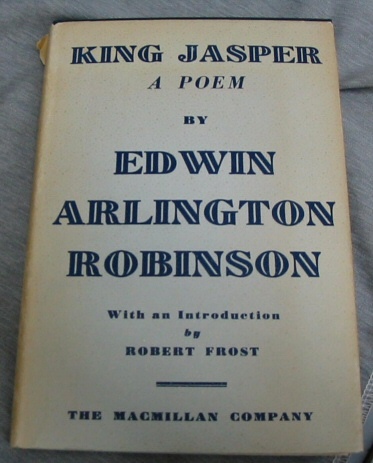 KING JASPER
A POEM
BY
EDWIN
ARLINGTON
ROBINSON
With an Introduction
by
ROBERT FROST
THE MACMILLAN COMPANY